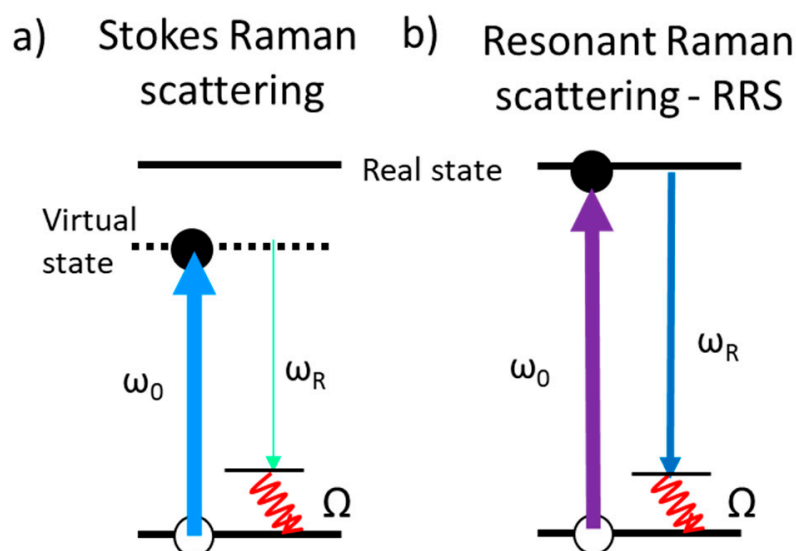 a) Stokes Raman
scattering
b) Resonant Raman
scattering - RRS
Real state
Virtual
state
ω0
ωR
Ω
ω0
ωR
Ω